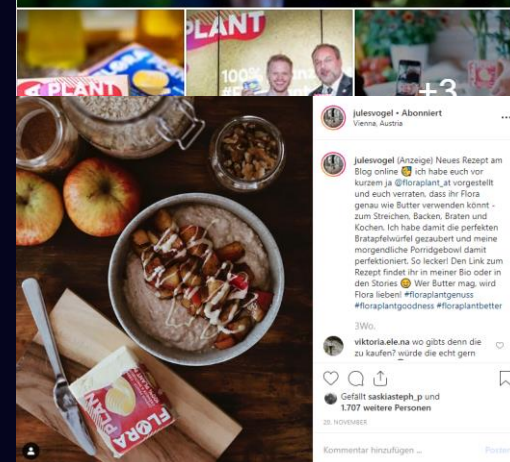 FLØRA
PLANT
PLANT
100%
+3
julesvogel • Abonniert
Vienna, Austria
julesvogel (Anzeige) Neues Rezept am
Blog online 🥰 ich habe euch vor
kurzem ja @floraplant_at vorgestellt
und euch verraten, dass ihr Flora
genau wie Butter verwenden könnt -
zum Streichen, Backen, Braten und
Kochen. Ich habe damit die perfekten
Bratapfelwürfel gezaubert und meine
morgendliche Porridgebowl damit
perfektioniert. So lecker! Den Link zum
Rezept findet ihr in meiner Bio oder in
den Stories 😊 Wer Butter mag, wird
Flora lieben! #floraplantgenuss
#floraplantgoodness #floraplantbetter
3Wo.
viktoria.ele.na wo gibts denn die
zu kaufen? würde die echt gern
Gefällt saskiasteph_p und
1.707 weitere Personen
28. NOVEMBER
Kommentar hinzufügen ...
Posten
FLØRA
PLANT